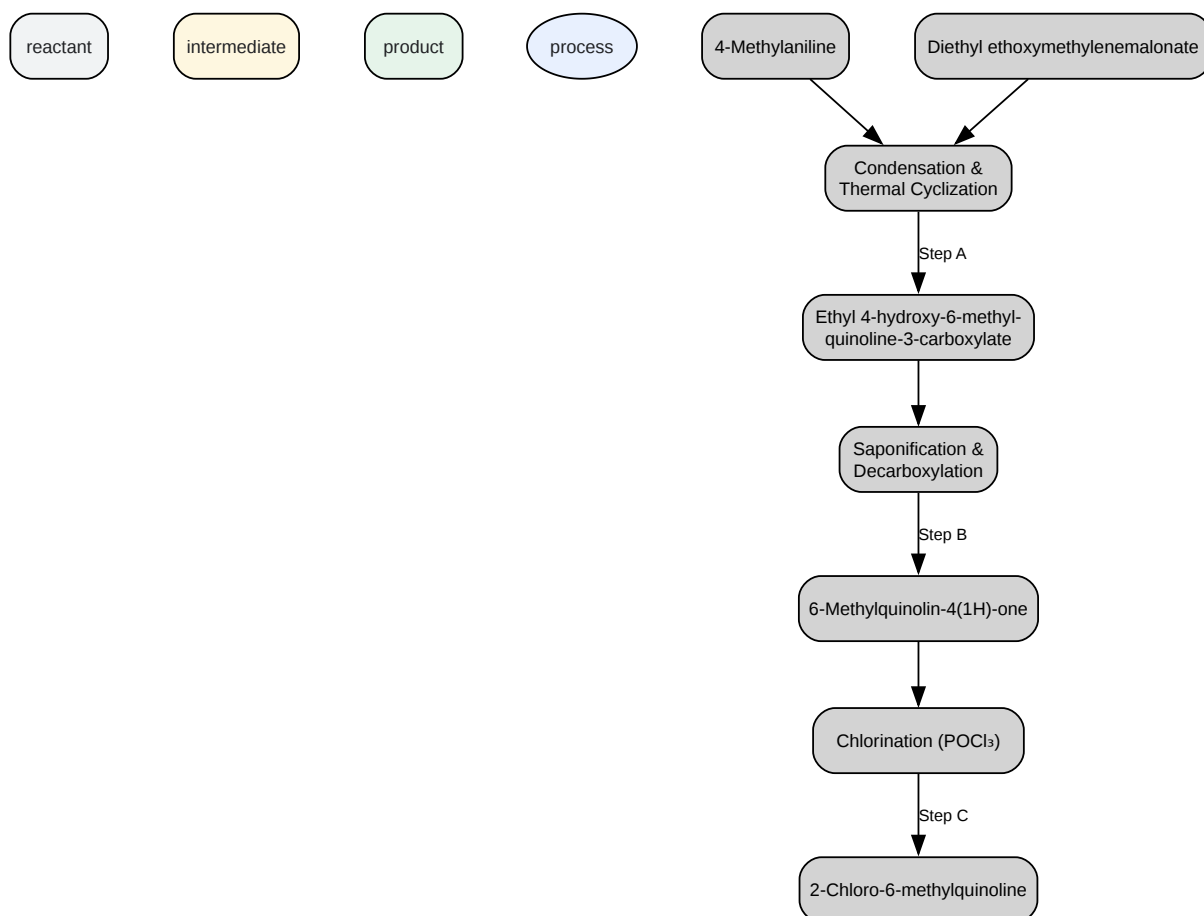 reactant
intermediate
product
process
4-Methylaniline
Diethyl ethoxymethylenemalonate
Condensation &
Thermal Cyclization
Step A
Ethyl 4-hydroxy-6-methyl-
quinoline-3-carboxylate
Saponification &
Decarboxylation
Step B
6-Methylquinolin-4(1H)-one
Chlorination (POCl₃)
Step C
2-Chloro-6-methylquinoline